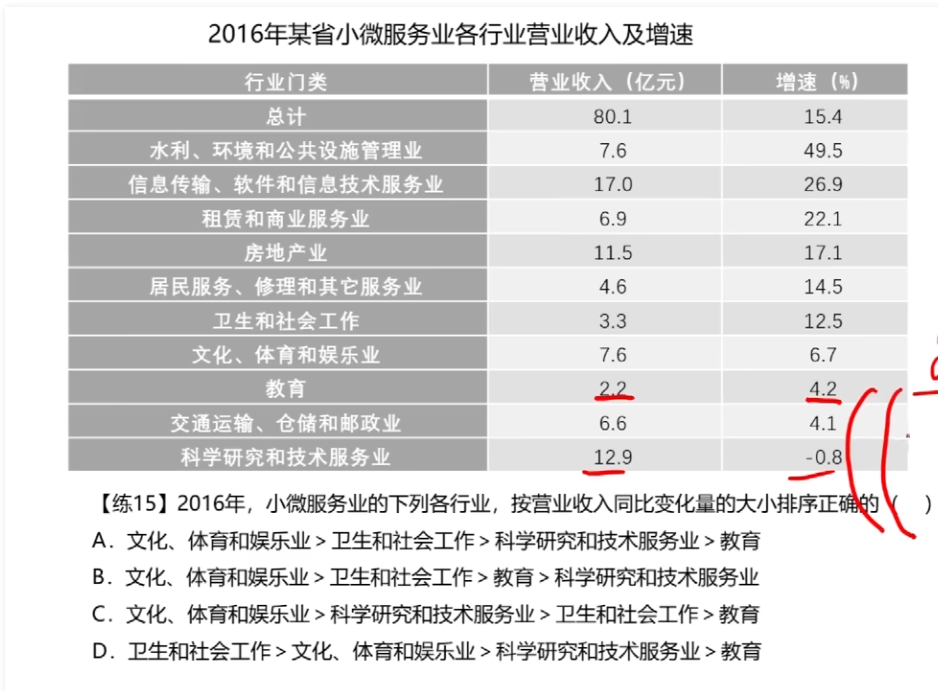 2016年某省小微服务业各行业营业收入及增速
行业门类 营业收入（亿元） 增速（%）
总计 80.1 15.4
水利、环境和公共设施管理业 7.6 49.5
信息传输、软件和信息技术服务业 17.0 26.9
租赁和商业服务业 6.9 22.1
房地产业 11.5 17.1
居民服务、修理和其它服务业 4.6 14.5
卫生和社会工作 3.3 12.5
文化、体育和娱乐业 7.6 6.7
教育 2.2 4.2
交通运输、仓储和邮政业 6.6 4.1
科学研究和技术服务业 12.9 -0.8
【练15】2016年，小微服务业的下列各行业，按营业收入同比变化量的大小排序正确的（ ）
A．文化、体育和娱乐业＞卫生和社会工作＞科学研究和技术服务业＞教育
B．文化、体育和娱乐业＞卫生和社会工作＞教育＞科学研究和技术服务业
C．文化、体育和娱乐业＞科学研究和技术服务业＞卫生和社会工作＞教育
D．卫生和社会工作＞文化、体育和娱乐业＞科学研究和技术服务业＞教育